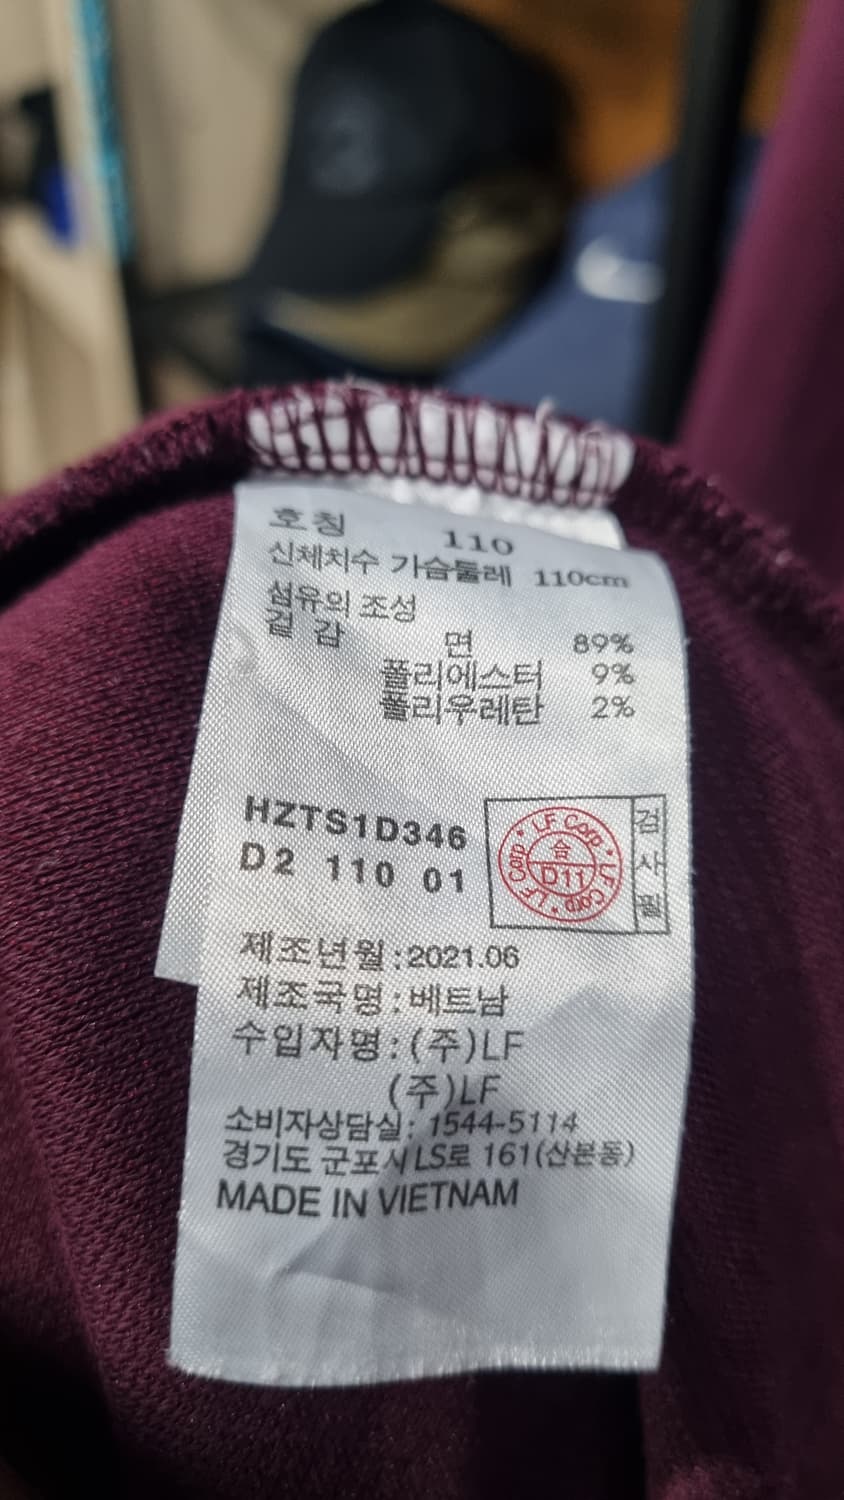 호칭 110
신체치수 가슴둘레 110cm
섬유의 조성
겉 감 면 89%
폴리에스터 9%
폴리우레탄 2%
HZTS1D346
D2 110 01
LF Corp · LF Corp · LF Corp ·
合
D11
검사필
제조년월:2021.06
제조국명:베트남
수입자명:(주)LF
(주)LF
소비자상담실: 1544-5114
경기도 군포시 LS로 161(산본동)
MADE IN VIETNAM